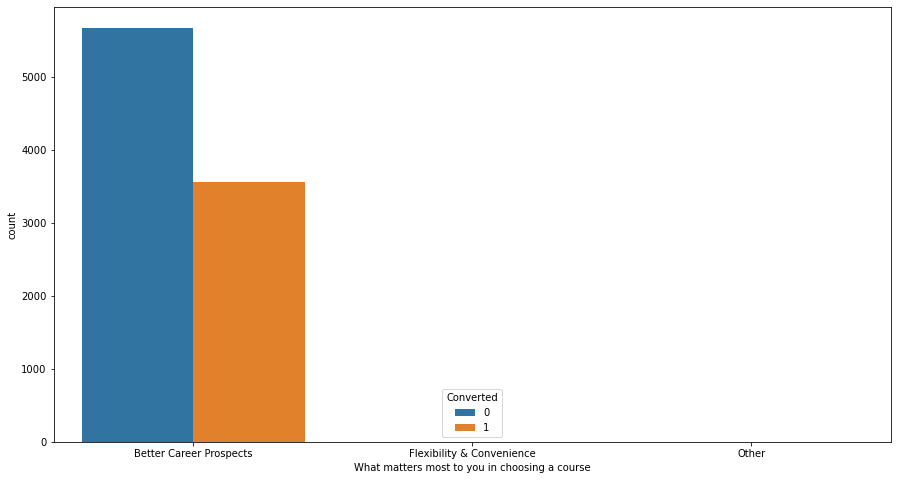 5000
4000
3000
2000
1000
0
count
Converted
0
1
Better Career Prospects
Flexibility & Convenience
Other
What matters most to you in choosing a course